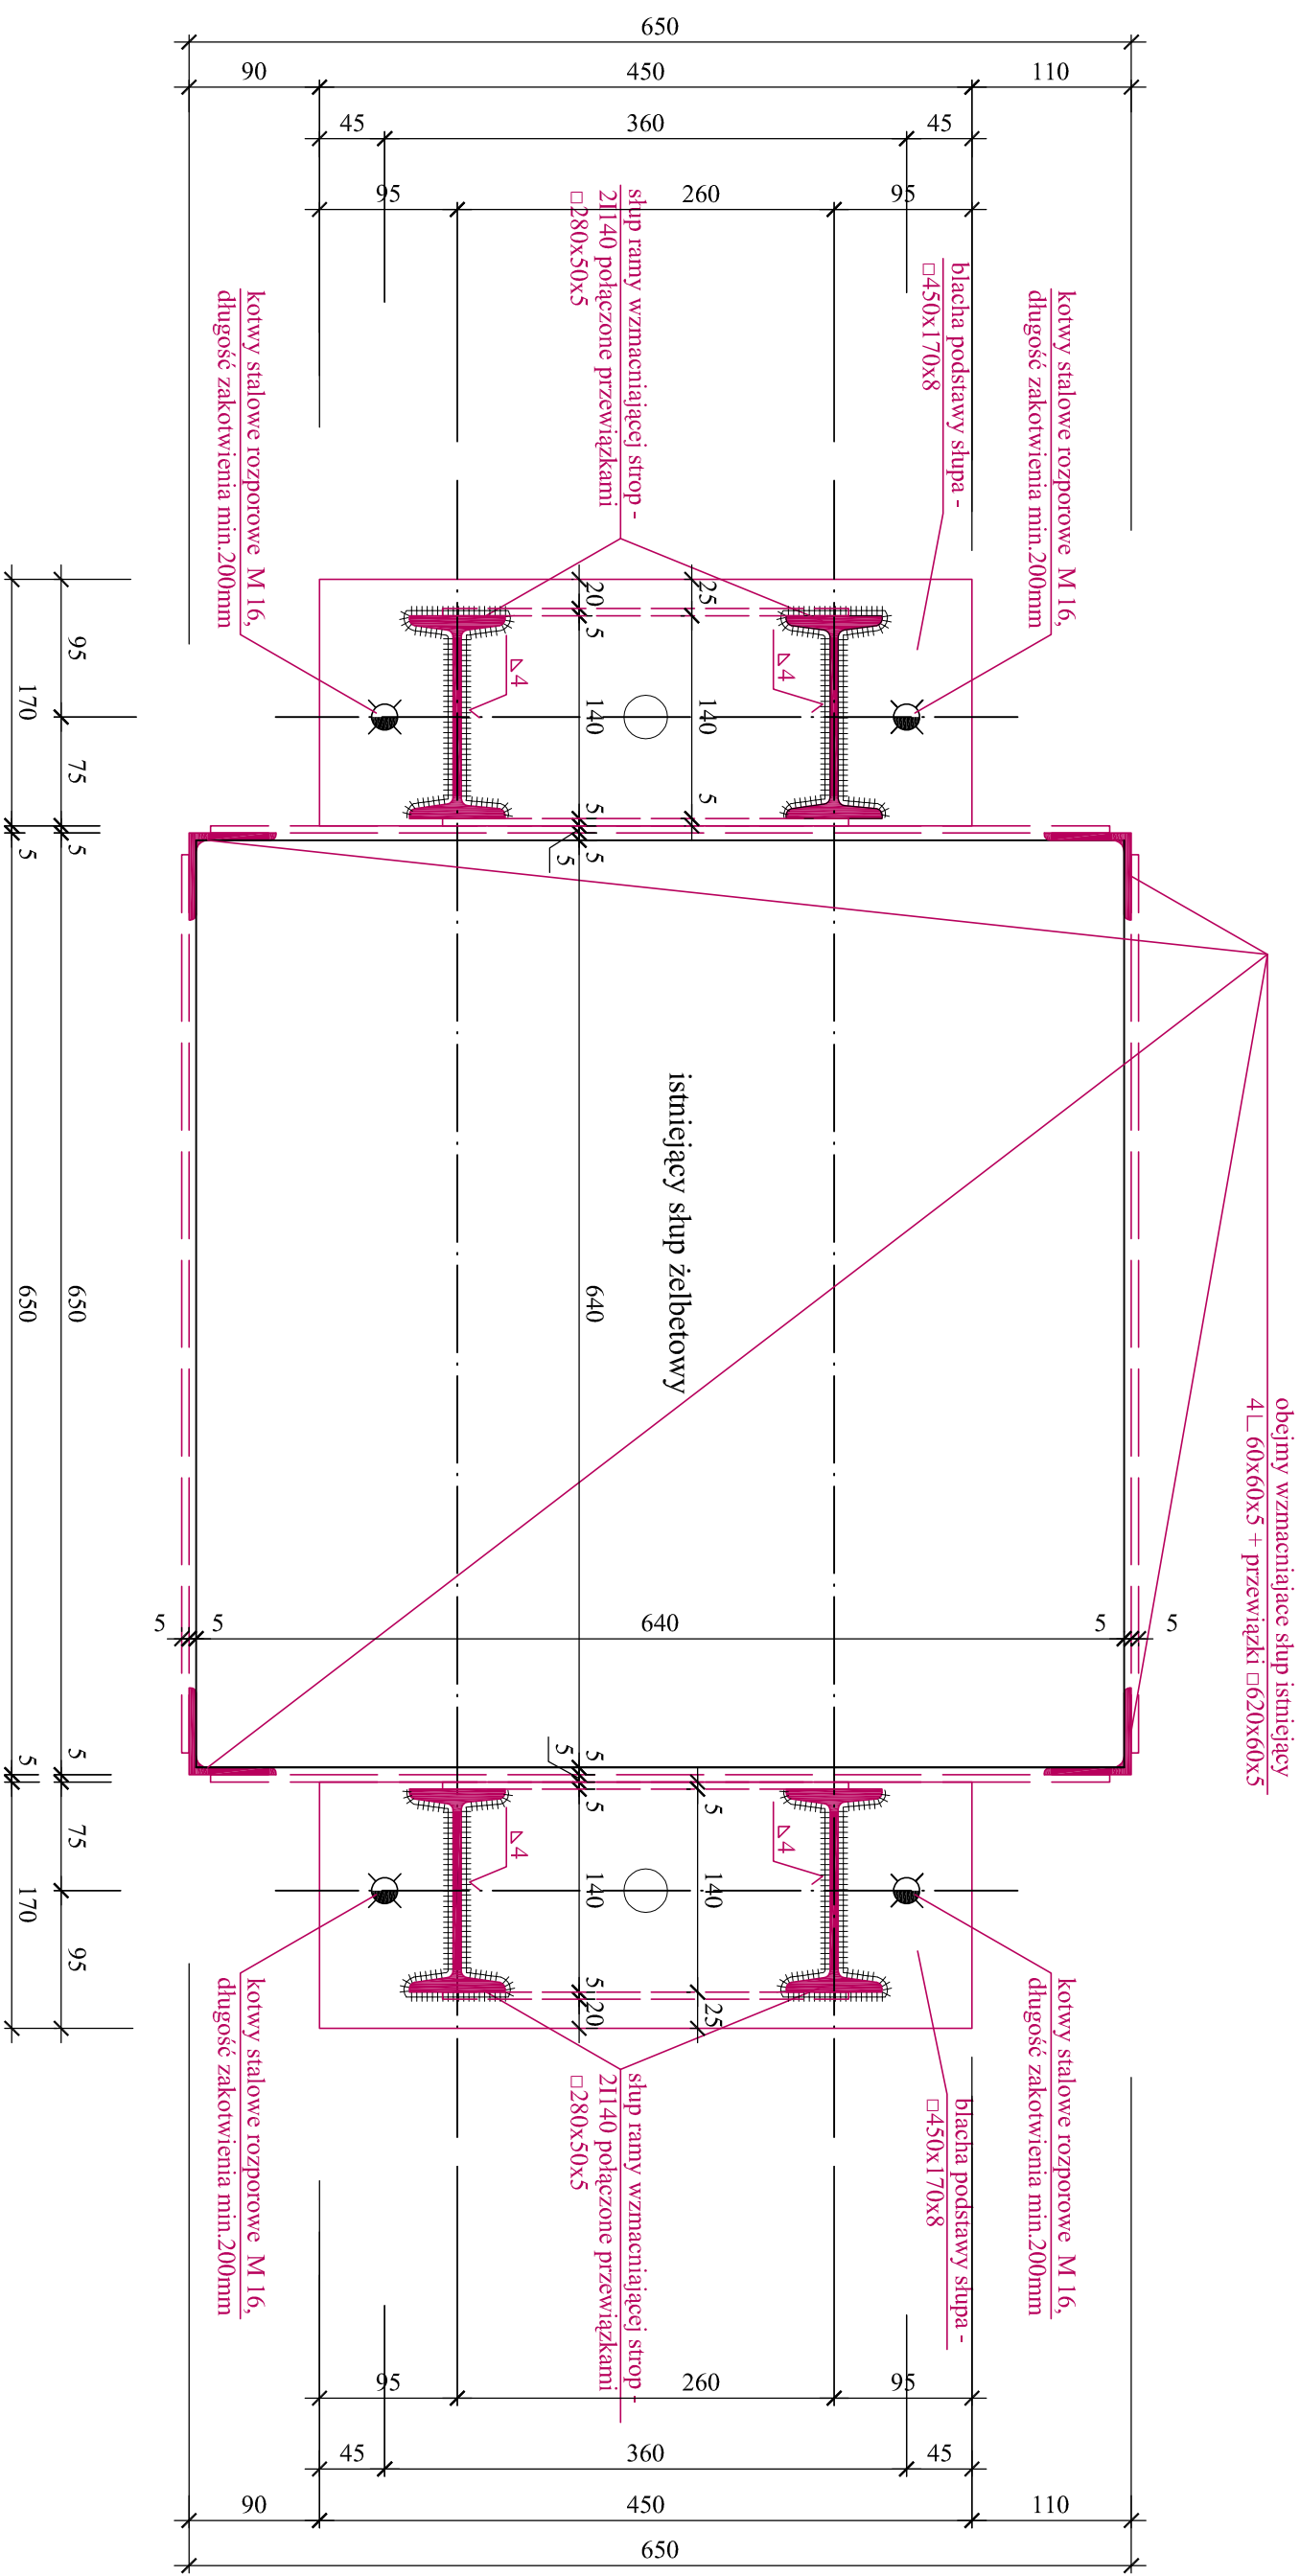 650
90
450
110
45
360
45
95
260
95
kotwy stalowe rozporowe M 16,
długość zakotwienia min.200mm
blacha podstawy słupa -
□450x170x8
słup ramy wzmacniającej strop -
2I140 połączone przewiązkami
□280x50x5
kotwy stalowe rozporowe M 16,
długość zakotwienia min.200mm
25
140
5
20
5
140
5
5
5
4
4
95
75
5
650
5
75
95
170
5
650
5
170
obejmy wzmacniajace słup istniejący
4∟ 60x60x5 + przewiązki □620x60x5
istniejący słup żelbetowy
640
5
5
640
5
5
5
5
5
140
5
20
5
140
25
4
4
kotwy stalowe rozporowe M 16,
długość zakotwienia min.200mm
blacha podstawy słupa -
□450x170x8
słup ramy wzmacniającej strop -
2I140 połączone przewiązkami
□280x50x5
kotwy stalowe rozporowe M 16,
długość zakotwienia min.200mm
95
260
95
45
360
45
90
450
110
650